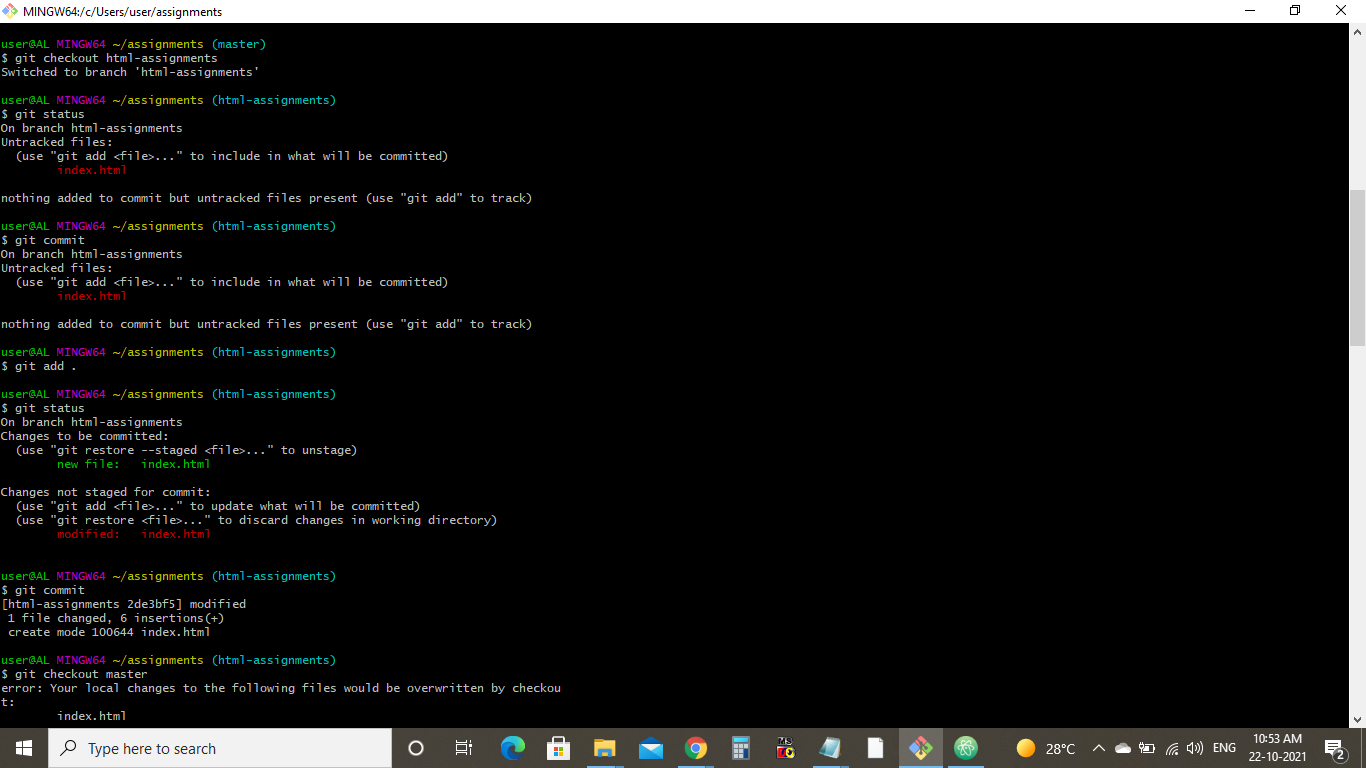 MINGW64:/c/Users/user/assignments
user@AL MINGW64 ~/assignments (master)
$ git checkout html-assignments
Switched to branch 'html-assignments'
user@AL MINGW64 ~/assignments (html-assignments)
$ git status
On branch html-assignments
Untracked files:
(use "git add <file>..." to include in what will be committed)
index.html
nothing added to commit but untracked files present (use "git add" to track)
user@AL MINGW64 ~/assignments (html-assignments)
$ git commit
On branch html-assignments
Untracked files:
(use "git add <file>..." to include in what will be committed)
index.html
nothing added to commit but untracked files present (use "git add" to track)
user@AL MINGW64 ~/assignments (html-assignments)
$ git add .
user@AL MINGW64 ~/assignments (html-assignments)
$ git status
On branch html-assignments
Changes to be committed:
(use "git restore --staged <file>..." to unstage)
new file:   index.html
Changes not staged for commit:
(use "git add <file>..." to update what will be committed)
(use "git restore <file>..." to discard changes in working directory)
modified:   index.html
user@AL MINGW64 ~/assignments (html-assignments)
$ git commit
[html-assignments 2de3bf5] modified
1 file changed, 6 insertions(+)
create mode 100644 index.html
user@AL MINGW64 ~/assignments (html-assignments)
$ git checkout master
error: Your local changes to the following files would be overwritten by checkou
t:
index.html
Type here to search
28°C
ENG
10:53 AM
22-10-2021
2